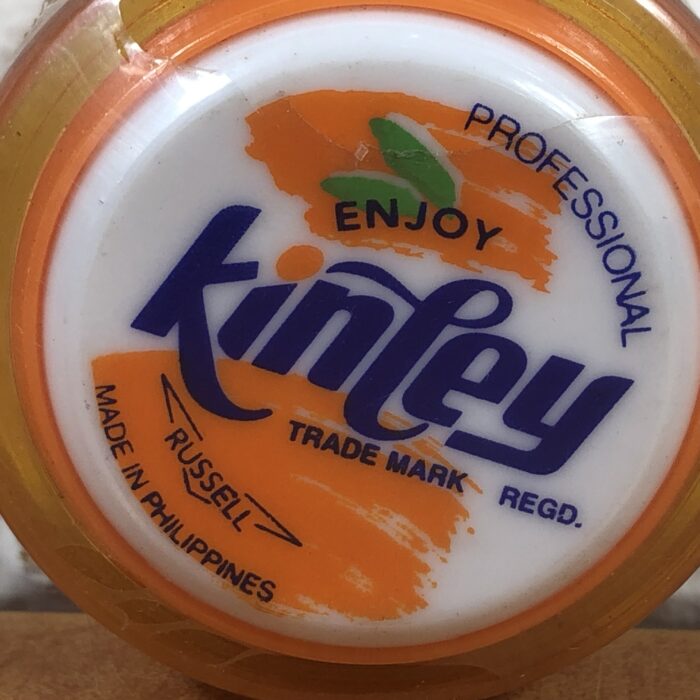 PROFESSIONAL
ENJOY
kinley
TRADE MARK REGD.
RUSSELL
MADE IN PHILIPPINES